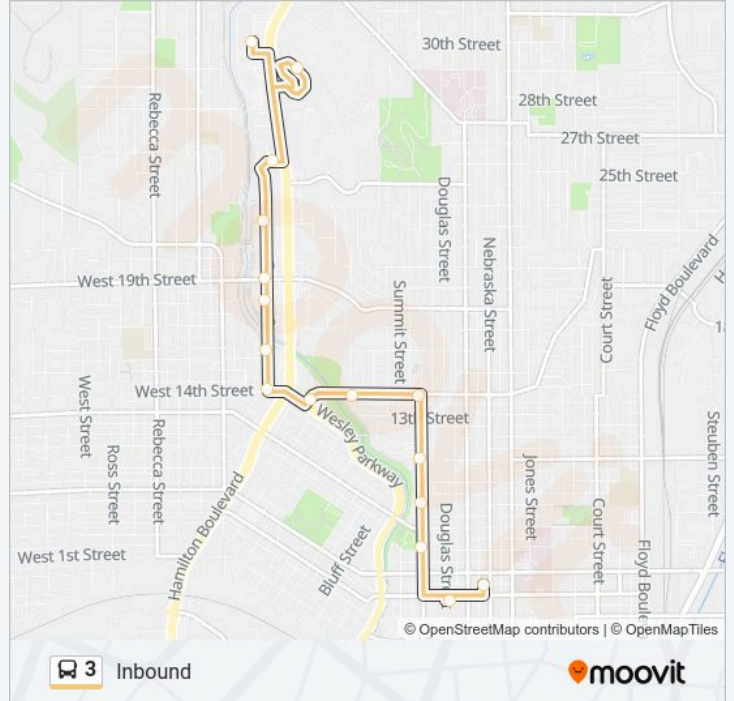 30th Street
28th Street
27th Street
25th Street
Rebecca Street
Douglas Street
Nebraska Street
Floyd Boulevard
Court Street
West 19th Street
Summit Street
West 14th Street
13th Street
West Street
Rebecca Street
Ross Street
Wesley Parkway
Steuben Street
Jones Street
Hamilton Boulevard
Douglas Str
Court Street
Bluff Street
West 1st Street
Floyd Boule
© OpenStreetMap contributors | © OpenMapTiles
3 Inbound
moovit